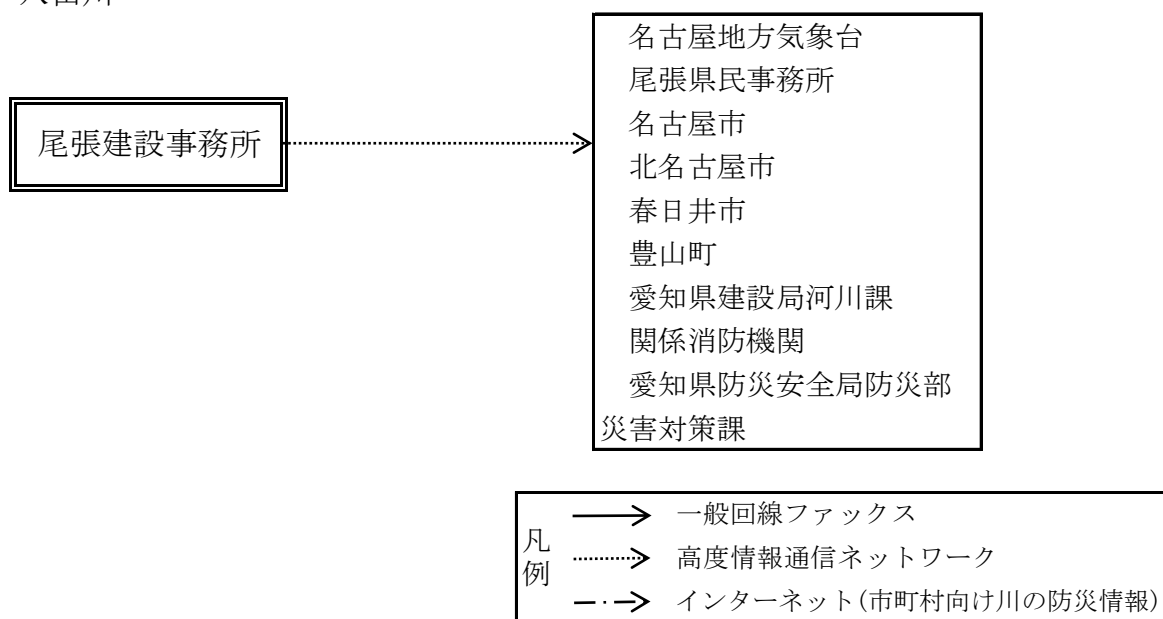 尾張建設事務所
名古屋地方気象台
尾張県民事務所
名古屋市
北名古屋市
春日井市
豊山町
愛知県建設局河川課
関係消防機関
愛知県防災安全局防災部
災害対策課
凡例
一般回線ファックス
高度情報通信ネットワーク
インターネット(市町村向け川の防災情報)